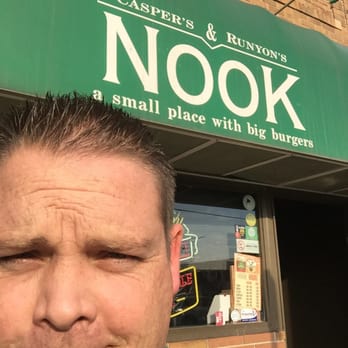 CASPER'S & RUNYON'S
NOOK
a small place with big burgers